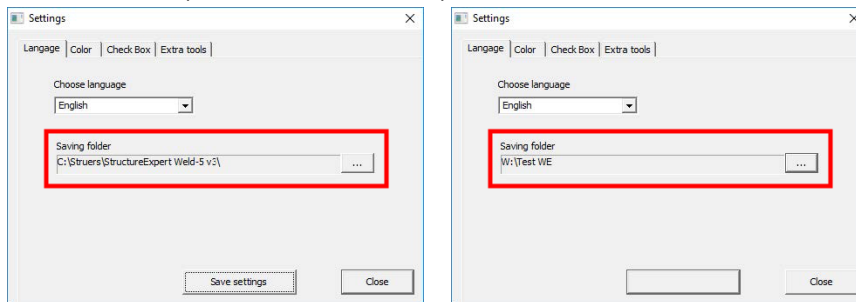 Settings
Langage Color Check Box Extra tools
Choose language
English
Saving folder
C:\Struers\StructureExpert Weld-5 v3\ ...
Save settings Close
Settings
Langage Color Check Box Extra tools
Choose language
English
Saving folder
W:\Test WE ...
Close